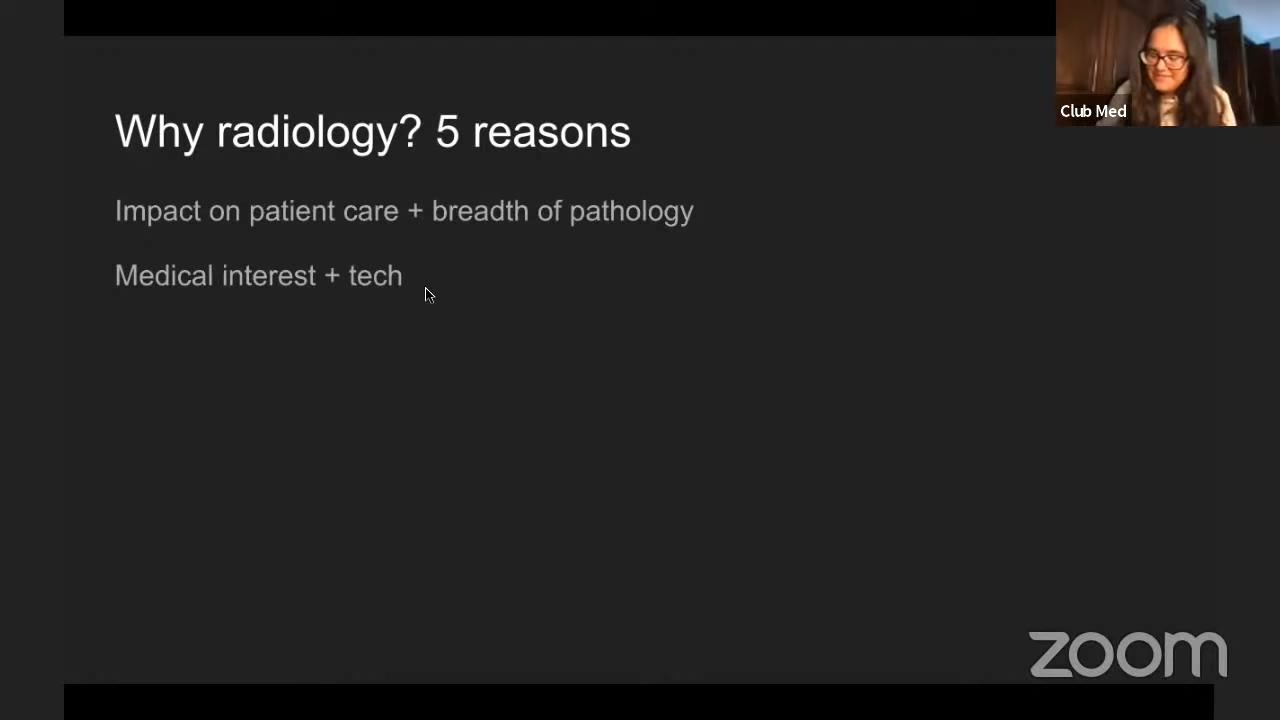 Why radiology? 5 reasons
Impact on patient care + breadth of pathology
Medical interest + tech
Club Med
zoom